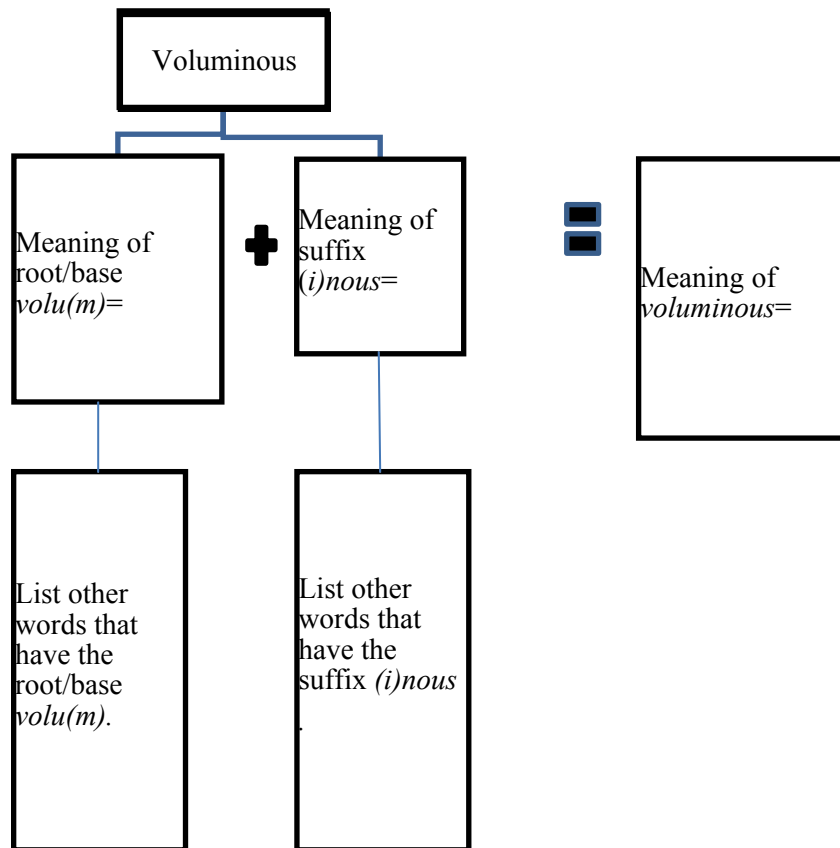 Voluminous
Meaning of
root/base
volu(m)=
Meaning of
suffix
(i)nous=
Meaning of
voluminous=
List other
words that
have the
root/base
volu(m).
List other
words that
have the
suffix (i)nous
.